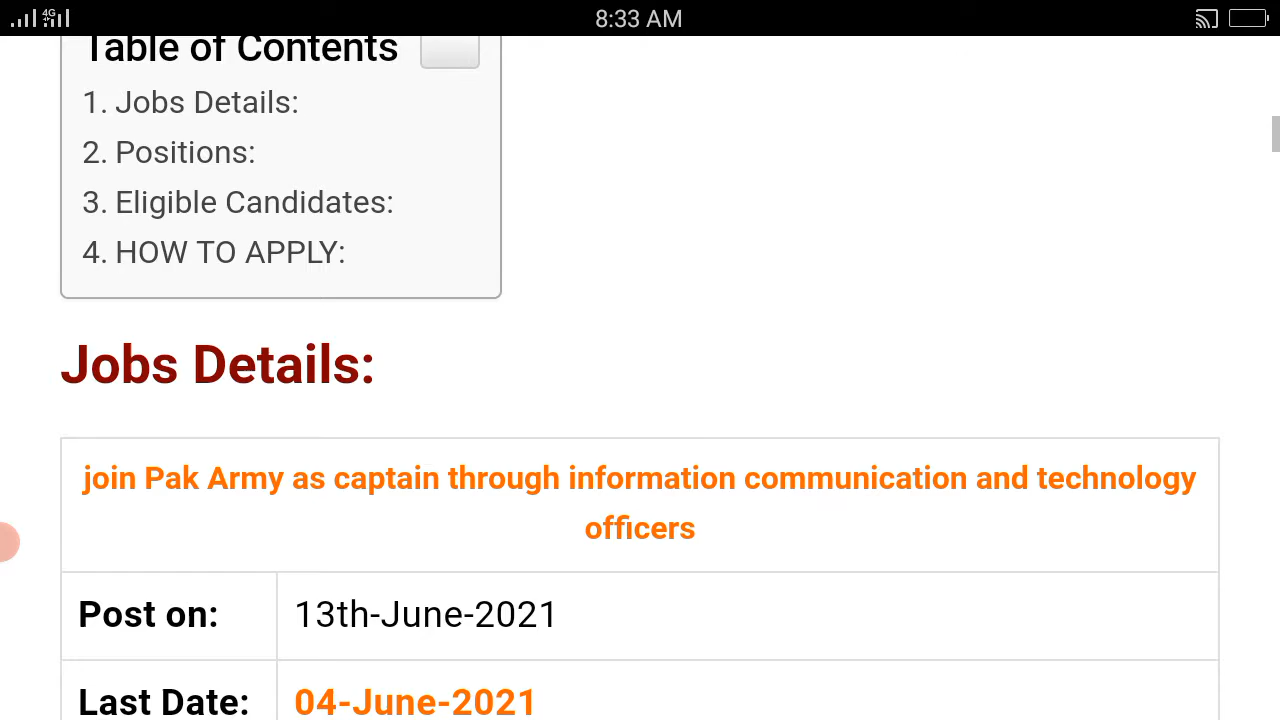 4G
8:33 AM
Table of Contents
1. Jobs Details:
2. Positions:
3. Eligible Candidates:
4. HOW TO APPLY:
Jobs Details:
join Pak Army as captain through information communication and technology
officers
Post on: 13th-June-2021
Last Date: 04-June-2021